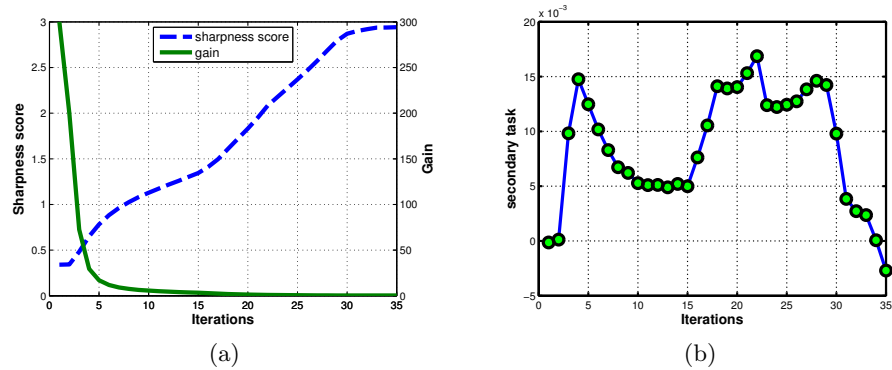 3
2.5
2
1.5
1
0.5
0
300
250
200
150
100
50
0
sharpness score
gain
Sharpness score
Gain
0 5 10 15 20 25 30 35
Iterations
(a)
20 x 10⁻³
15
10
5
0
−5
secondary task
0 5 10 15 20 25 30 35
Iterations
(b)